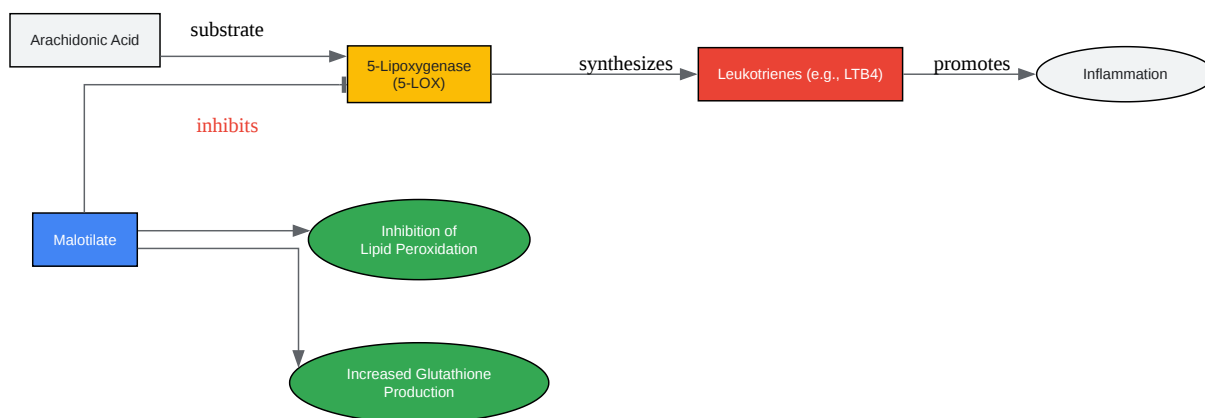 substrate
Arachidonic Acid
5-Lipoxygenase
(5-LOX)
synthesizes
Leukotrienes (e.g., LTB4)
promotes
Inflammation
inhibits
Malotilate
Inhibition of
Lipid Peroxidation
Increased Glutathione
Production